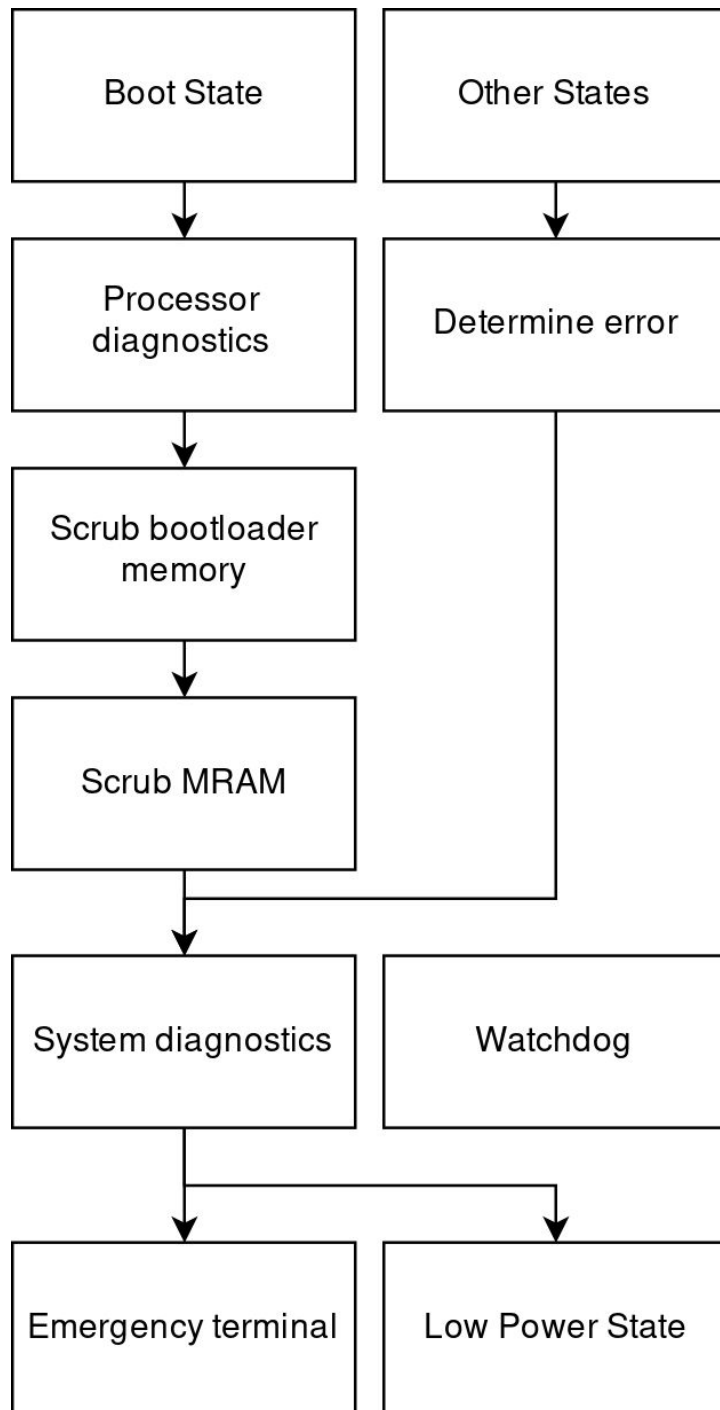 Boot State
Other States
Processor
diagnostics
Determine error
Scrub bootloader
memory
Scrub MRAM
System diagnostics
Watchdog
Emergency terminal
Low Power State